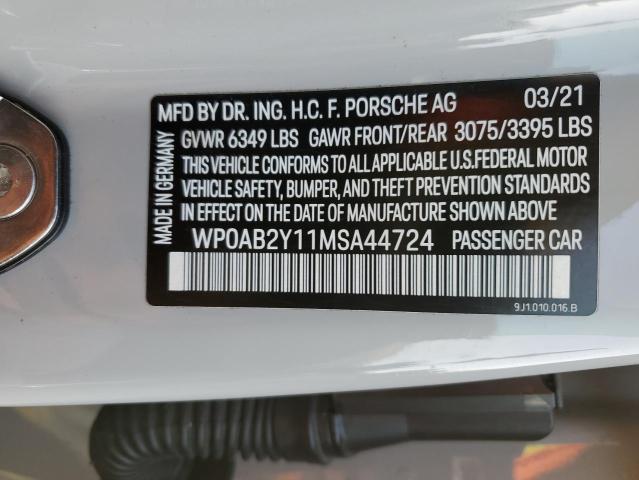 MFD BY DR. ING. H.C. F. PORSCHE AG 03/21
GVWR 6349 LBS GAWR FRONT/REAR 3075/3395 LBS
THIS VEHICLE CONFORMS TO ALL APPLICABLE U.S.FEDERAL MOTOR
VEHICLE SAFETY, BUMPER, AND THEFT PREVENTION STANDARDS
IN EFFECT ON THE DATE OF MANUFACTURE SHOWN ABOVE
WP0AB2Y11MSA44724 PASSENGER CAR
9J1.010.016.B
MADE IN GERMANY